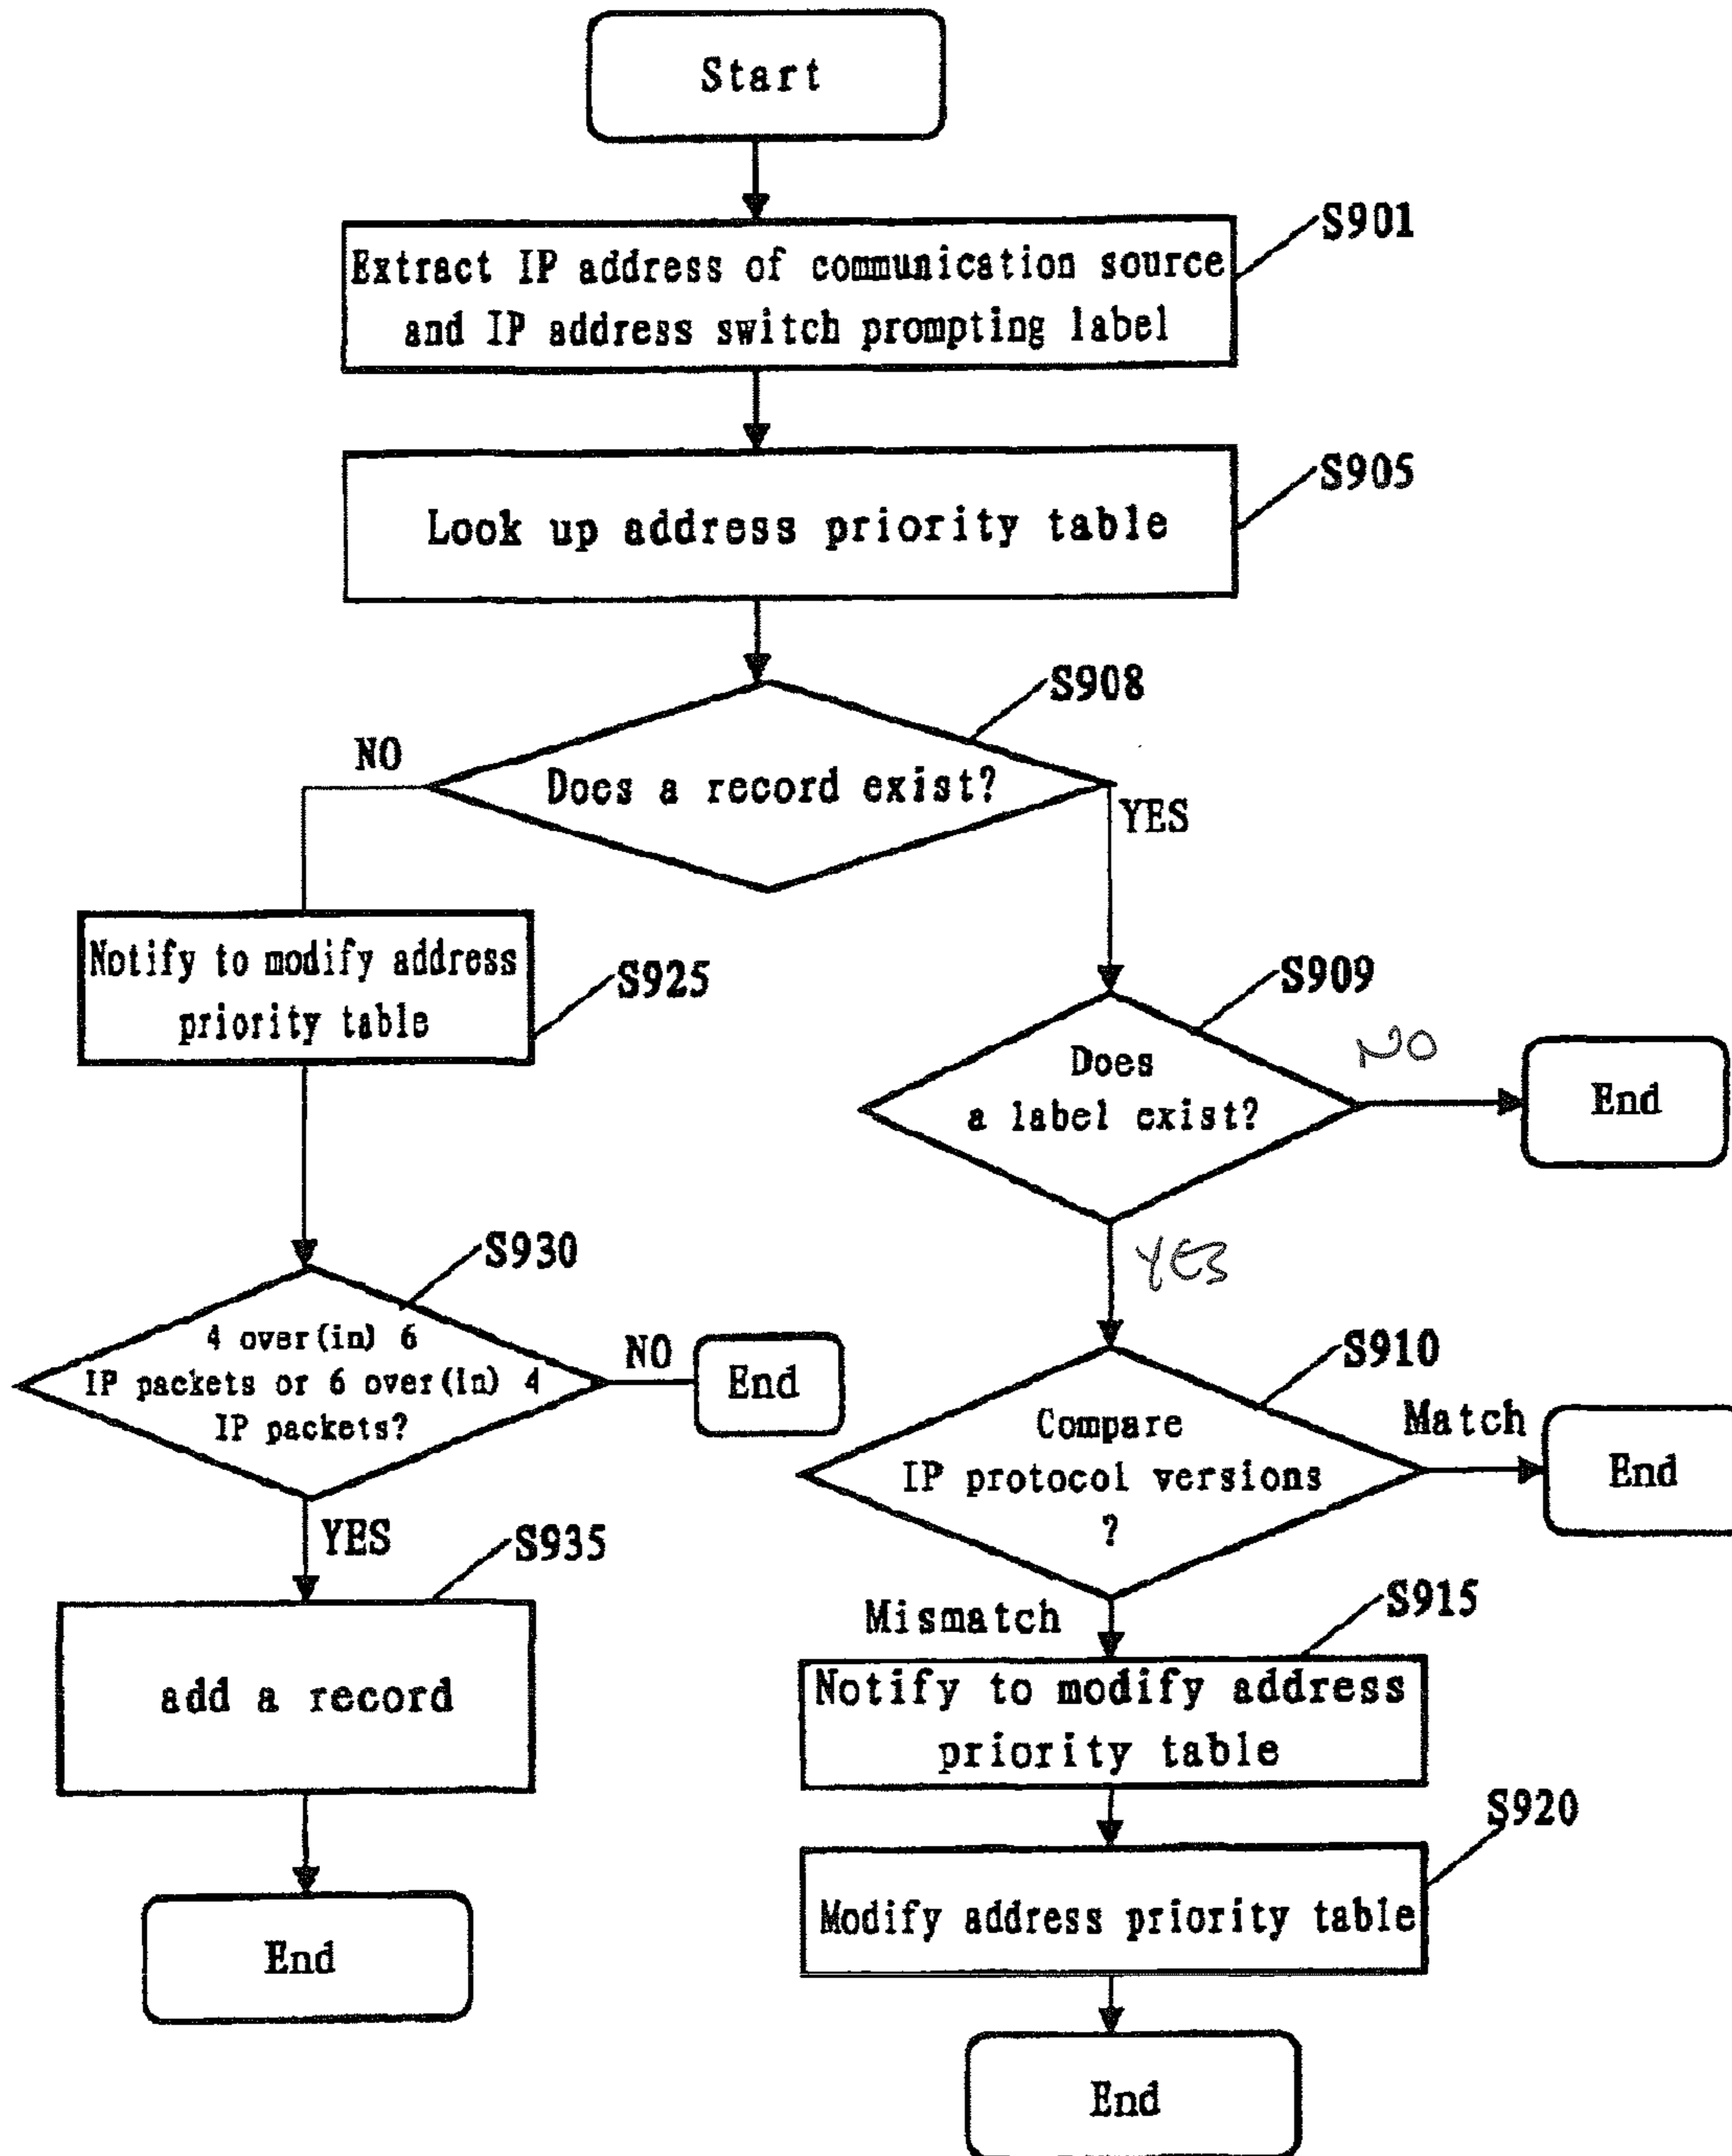 Start
S901
Extract IP address of communication source
and IP address switch prompting label
S905
Look up address priority table
S908
Does a record exist?
NO
YES
Notify to modify address
priority table
S925
S909
Does
a label exist?
NO
End
YES
S930
4 over(in) 6
IP packets or 6 over(in) 4
IP packets?
NO
End
YES
S910
Compare
IP protocol versions
?
Match
End
Mismatch
S935
add a record
End
S915
Notify to modify address
priority table
S920
Modify address priority table
End